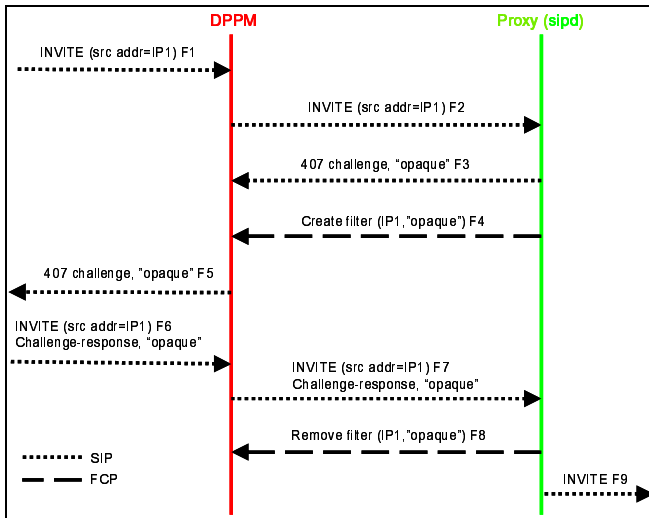 DPPM
Proxy (sipd)
INVITE (src addr=IP1) F1
INVITE (src addr=IP1) F2
407 challenge, “opaque” F3
Create filter (IP1,”opaque”) F4
407 challenge, ”opaque” F5
INVITE (src addr=IP1) F6
Challenge-response, “opaque”
INVITE (src addr=IP1) F7
Challenge-response, “opaque”
Remove filter (IP1,”opaque”) F8
SIP
FCP
INVITE F9